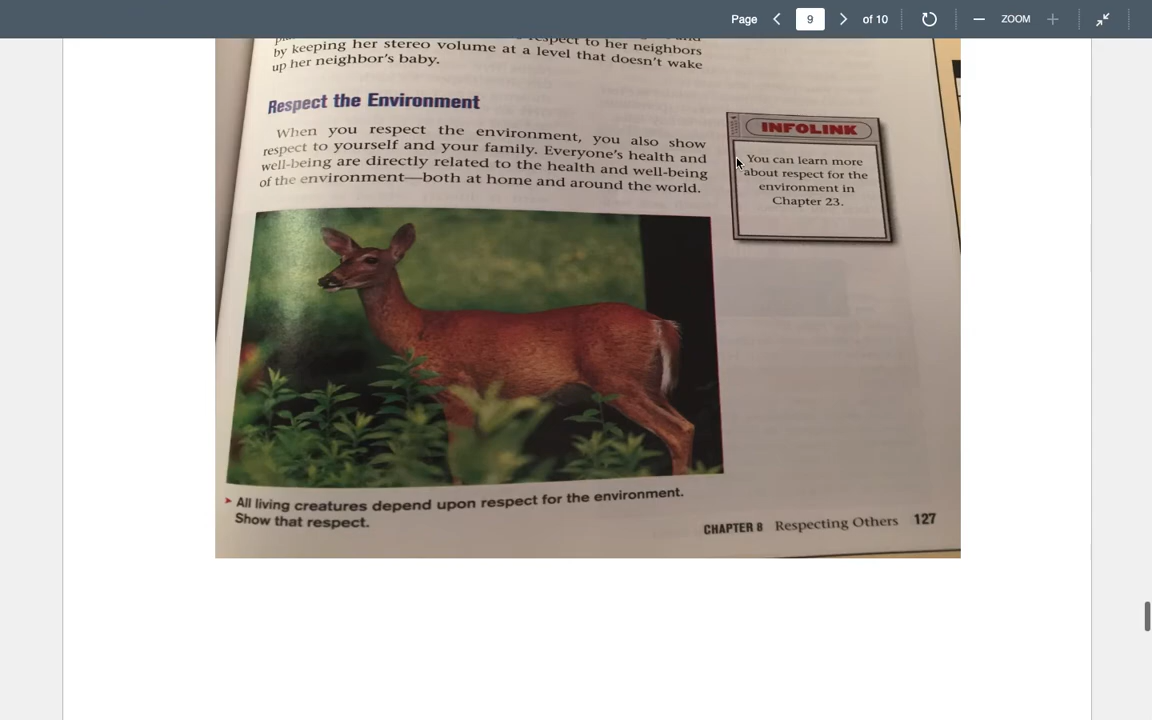 Page
9
of 10
ZOOM
respect to her neighbors
by keeping her stereo volume at a level that doesn't wake
up her neighbor's baby.
Respect the Environment
When you respect the environment, you also show
respect to yourself and your family. Everyone's health and
well-being are directly related to the health and well-being
of the environment—both at home and around the world.
INFOLINK
You can learn more
about respect for the
environment in
Chapter 23.
➤ All living creatures depend upon respect for the environment.
Show that respect.
CHAPTER 8 Respecting Others 127